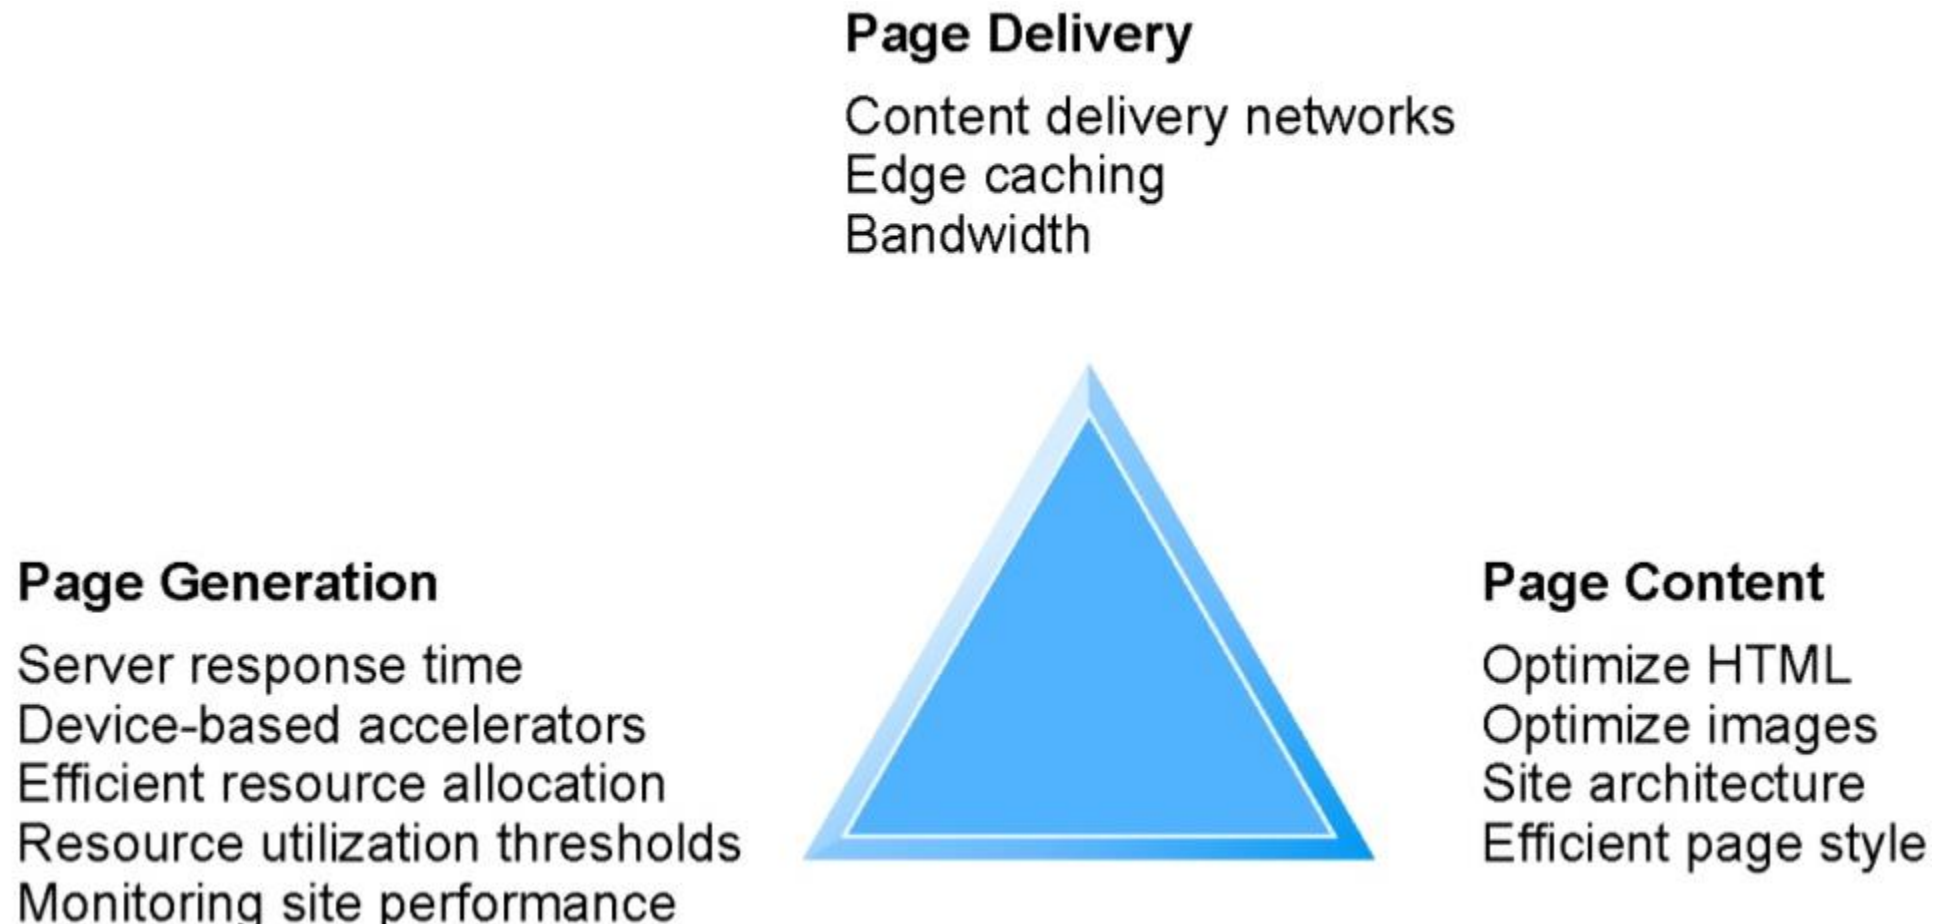 Page Delivery
Content delivery networks
Edge caching
Bandwidth
Page Generation
Server response time
Device-based accelerators
Efficient resource allocation
Resource utilization thresholds
Monitoring site performance
Page Content
Optimize HTML
Optimize images
Site architecture
Efficient page style